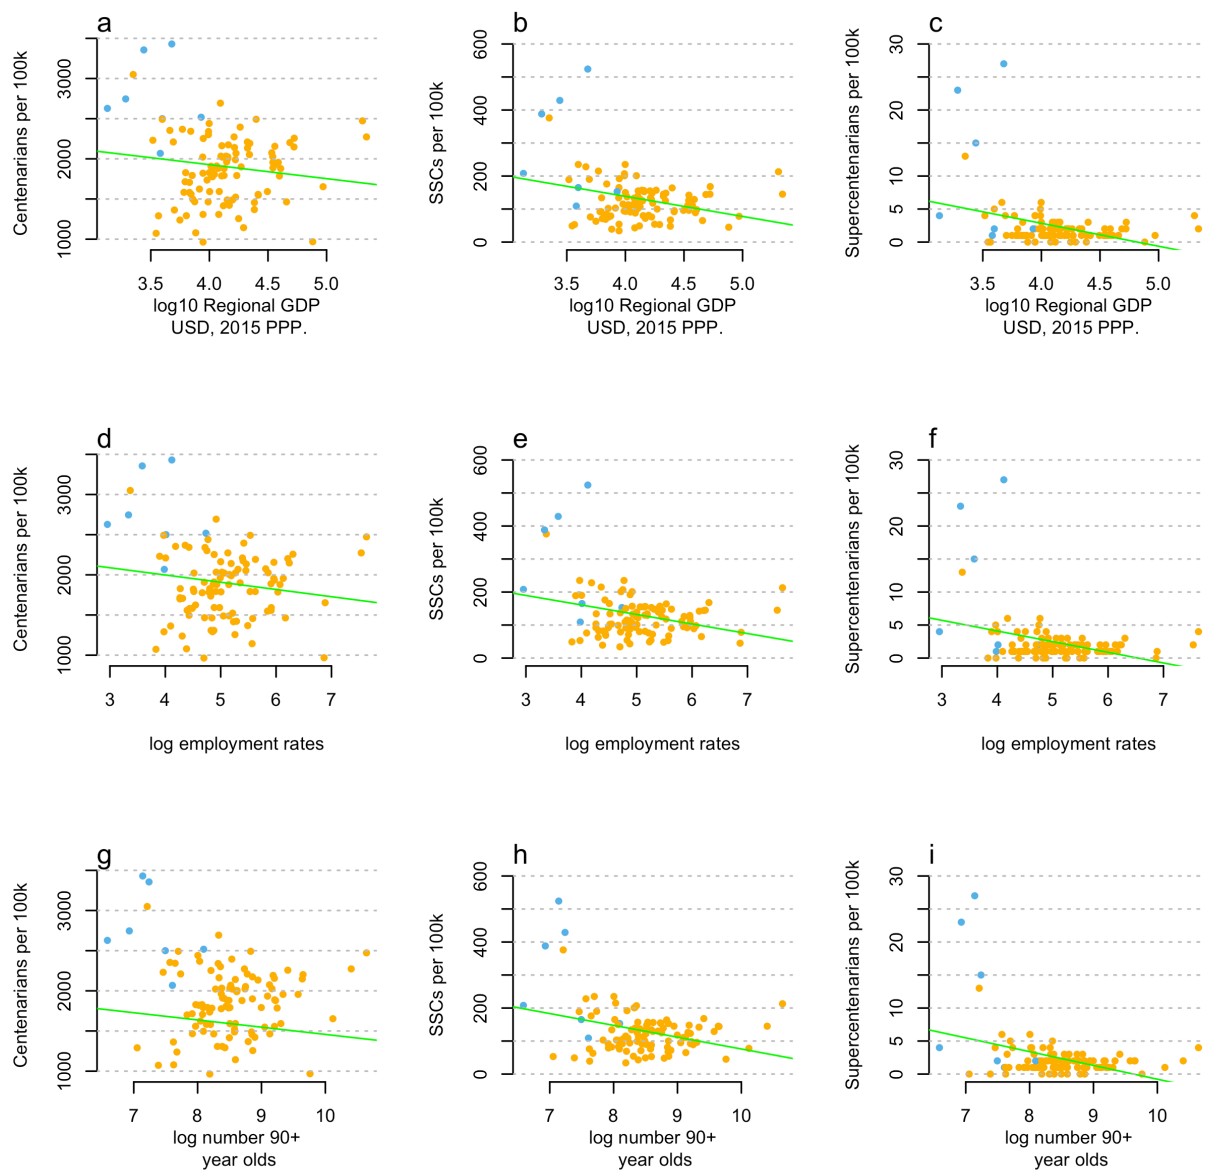 a
b
c
Centenarians per 100k
1000 2000 3000
SSCs per 100k
0 200 400 600
Supercentenarians per 100k
0 5 10 20 30
3.5 4.0 4.5 5.0
log10 Regional GDP
USD, 2015 PPP.
3.5 4.0 4.5 5.0
log10 Regional GDP
USD, 2015 PPP.
3.5 4.0 4.5 5.0
log10 Regional GDP
USD, 2015 PPP.
d
e
f
Centenarians per 100k
1000 2000 3000
SSCs per 100k
0 200 400 600
Supercentenarians per 100k
0 5 10 20 30
3 4 5 6 7
log employment rates
3 4 5 6 7
log employment rates
3 4 5 6 7
log employment rates
g
h
i
Centenarians per 100k
1000 2000 3000
SSCs per 100k
0 200 400 600
Supercentenarians per 100k
0 5 10 20 30
7 8 9 10
log number 90+
year olds
7 8 9 10
log number 90+
year olds
7 8 9 10
log number 90+
year olds